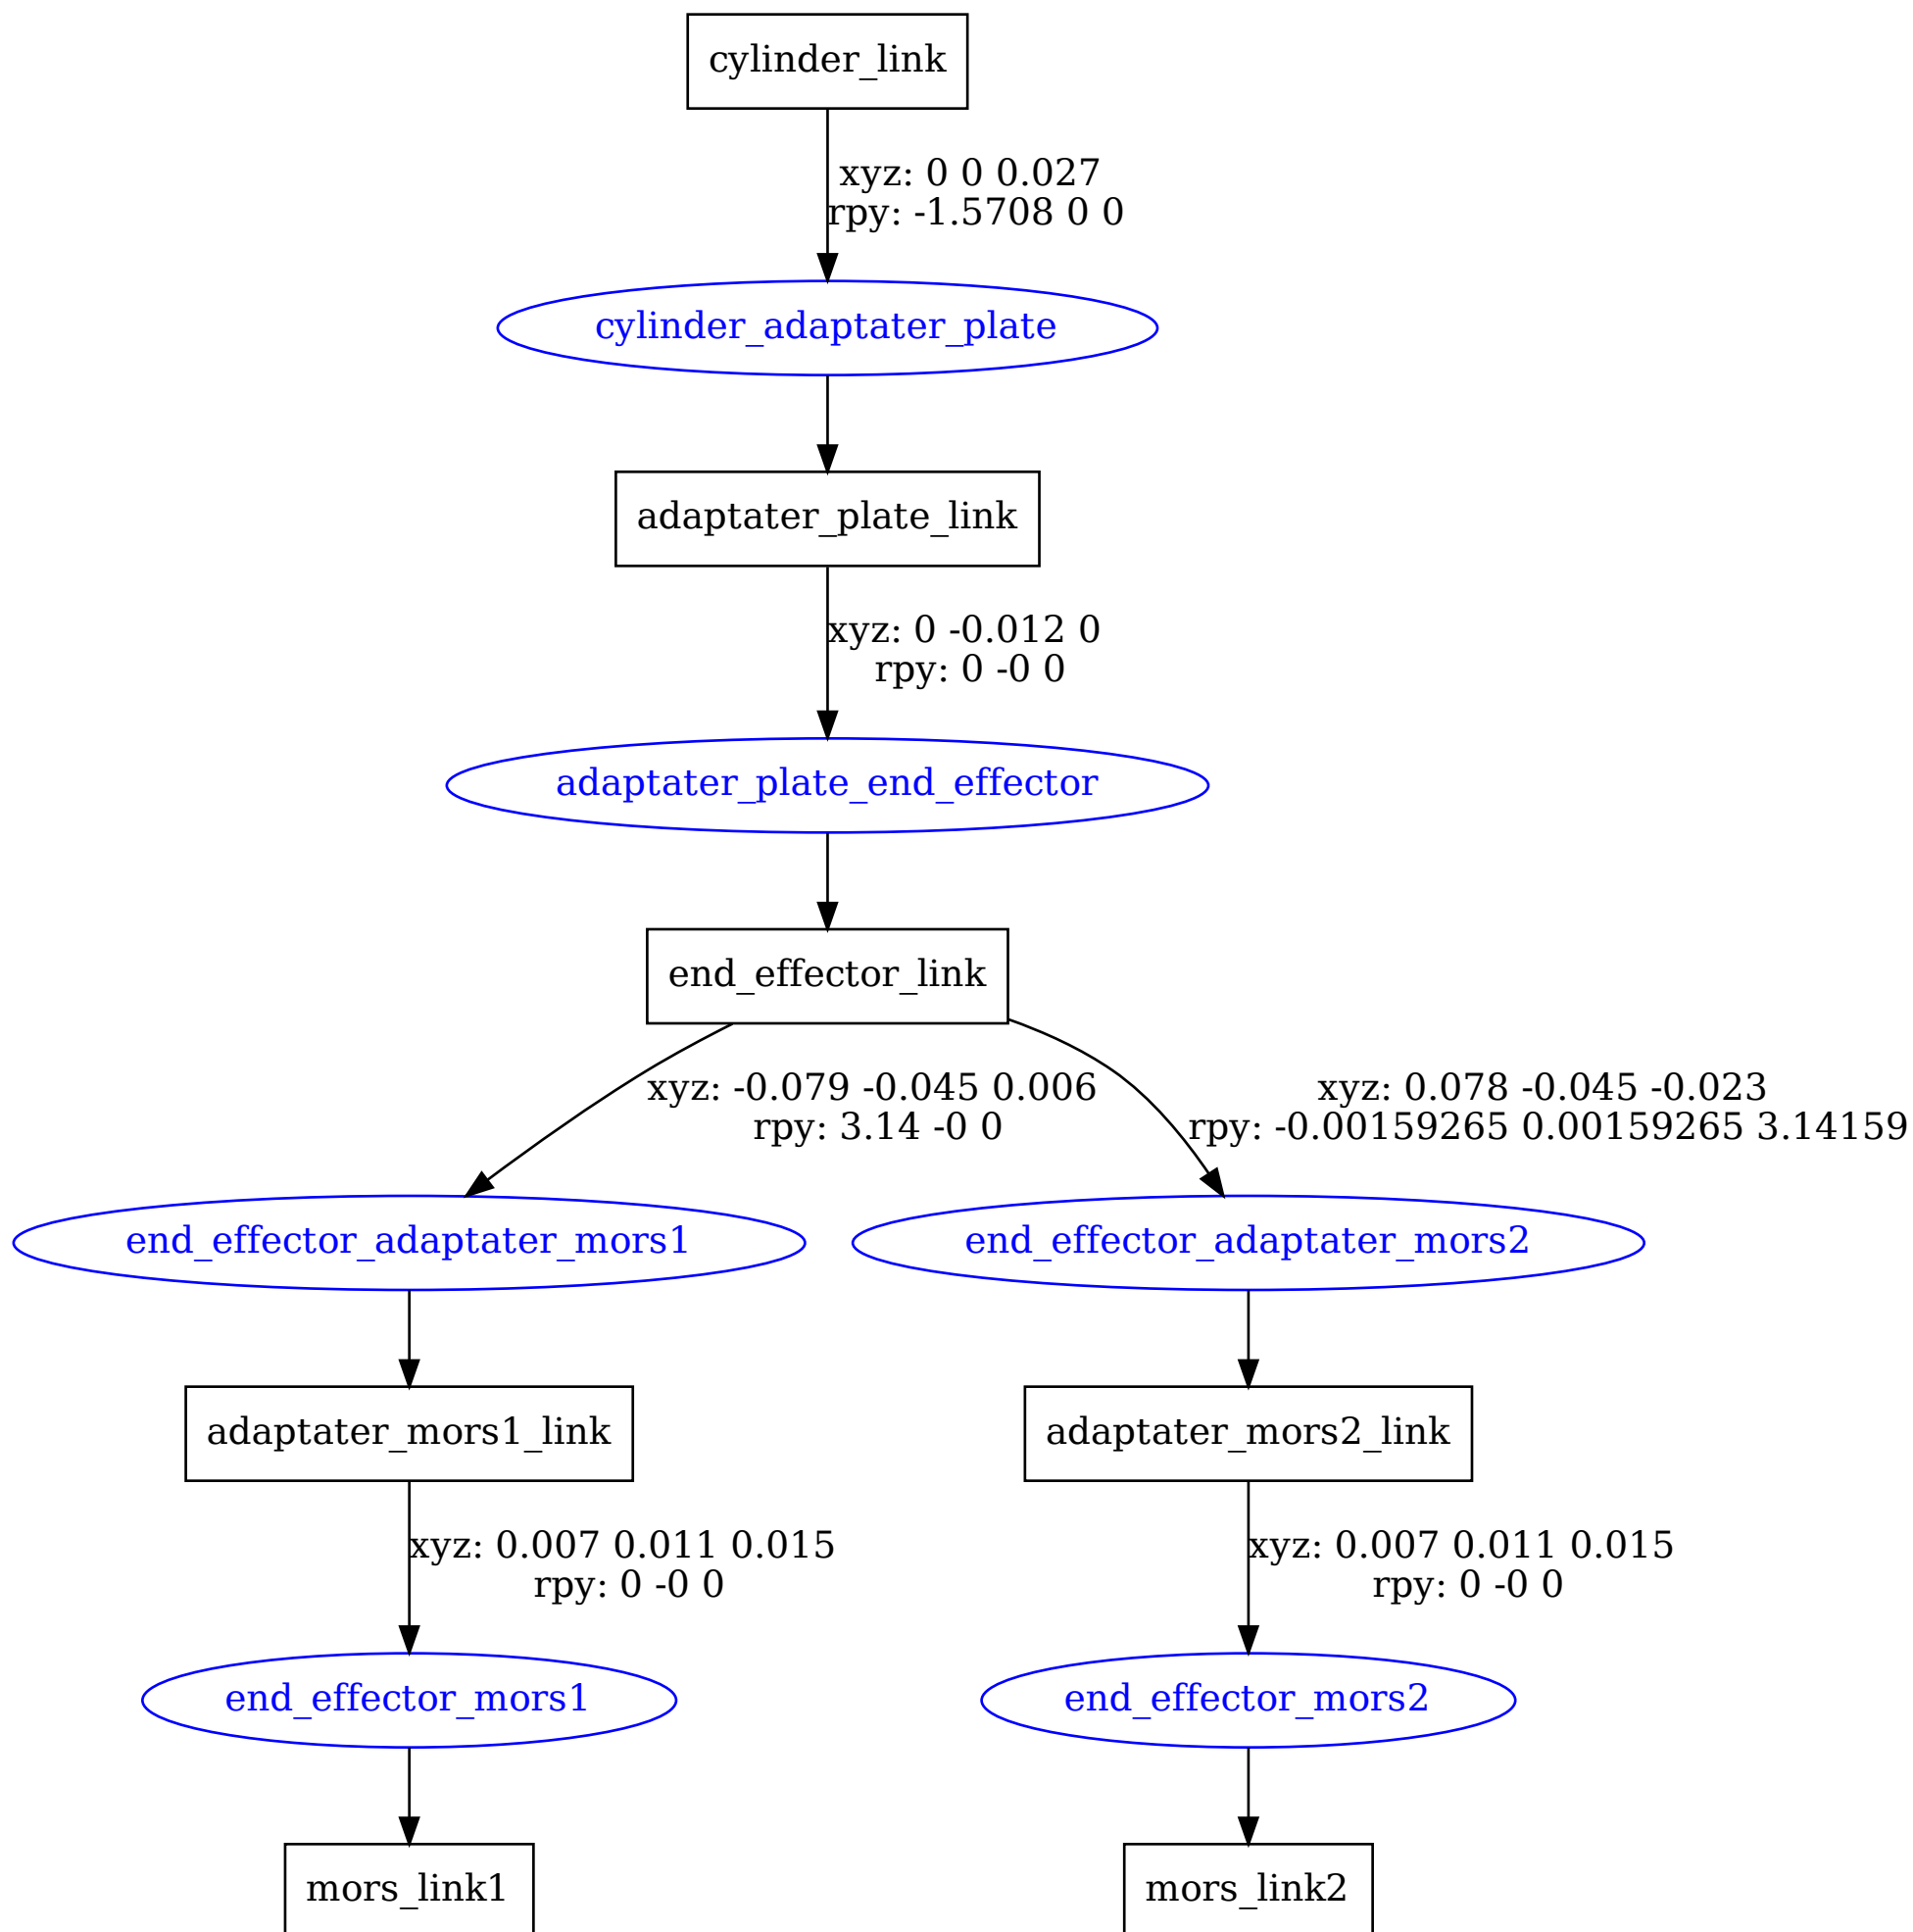 cylinder_link
xyz: 0 0 0.027
rpy: -1.5708 0 0
cylinder_adaptater_plate
adaptater_plate_link
xyz: 0 -0.012 0
rpy: 0 -0 0
adaptater_plate_end_effector
end_effector_link
xyz: -0.079 -0.045 0.006
rpy: 3.14 -0 0
xyz: 0.078 -0.045 -0.023
rpy: -0.00159265 0.00159265 3.14159
end_effector_adaptater_mors1
end_effector_adaptater_mors2
adaptater_mors1_link
adaptater_mors2_link
xyz: 0.007 0.011 0.015
rpy: 0 -0 0
xyz: 0.007 0.011 0.015
rpy: 0 -0 0
end_effector_mors1
end_effector_mors2
mors_link1
mors_link2